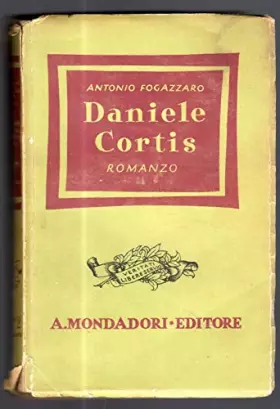 ANTONIO FOGAZZARO
Daniele
Cortis
ROMANZO
A. MONDADORI • EDITORE